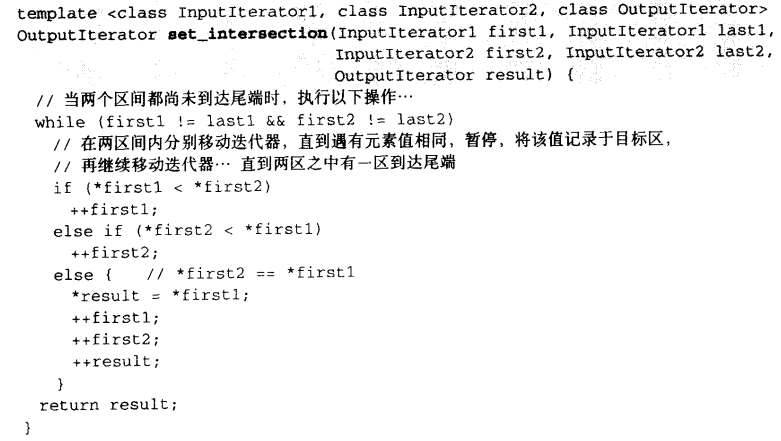 template <class InputIterator1, class InputIterator2, class OutputIterator>
OutputIterator set_intersection(InputIterator1 first1, InputIterator1 last1,
                                InputIterator2 first2, InputIterator2 last2,
                                OutputIterator result) {
  // 当两个区间都尚未到达尾端时，执行以下操作…
  while (first1 != last1 && first2 != last2)
    // 在两区间内分别移动迭代器，直到遇有元素值相同，暂停，将该值记录于目标区，
    // 再继续移动迭代器… 直到两区之中有一区到达尾端
    if (*first1 < *first2)
      ++first1;
    else if (*first2 < *first1)
      ++first2;
    else {   // *first2 == *first1
      *result = *first1;
      ++first1;
      ++first2;
      ++result;
    }
  return result;
}